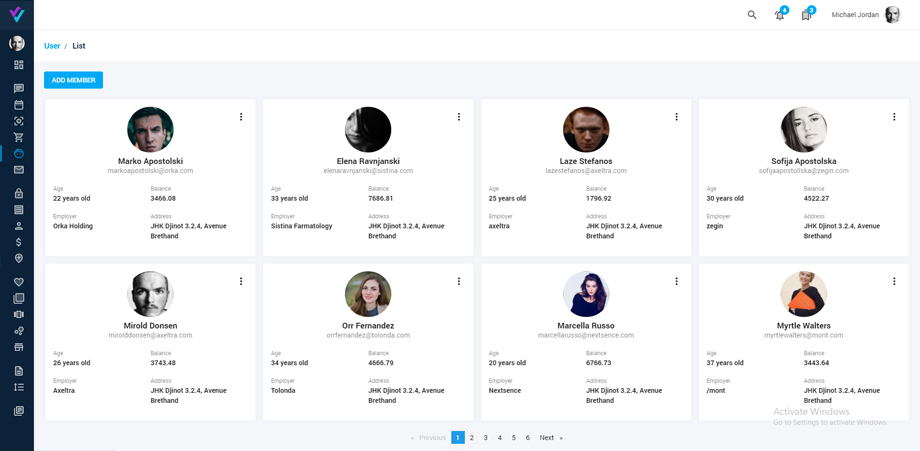 4
3
Michael Jordan
User / List
ADD MEMBER
Marko Apostolski
markoapostolski@orka.com
Age
Balance
22 years old
3466.08
Employer
Address
Orka Holding
JHK Djinot 3.2.4, Avenue
Brethand
Elena Ravnjanski
elenaravnjanski@sistina.com
Age
Balance
33 years old
7686.81
Employer
Address
Sistina Farmatology
JHK Djinot 3.2.4, Avenue
Brethand
Laze Stefanos
lazestefanos@axeltra.com
Age
Balance
25 years old
1796.92
Employer
Address
axeltra
JHK Djinot 3.2.4, Avenue
Brethand
Sofija Apostolska
sofijaapostollska@zegin.com
Age
Balance
30 years old
4522.27
Employer
Address
zegin
JHK Djinot 3.2.4, Avenue
Brethand
Mirold Donsen
mirolddonsen@axeltra.com
Age
Balance
26 years old
3743.48
Employer
Address
Axeltra
JHK Djinot 3.2.4, Avenue
Brethand
Orr Fernandez
orrfernandez@tolonda.com
Age
Balance
34 years old
4666.79
Employer
Address
Tolonda
JHK Djinot 3.2.4, Avenue
Brethand
Marcella Russo
marcellarusso@nextsence.com
Age
Balance
20 years old
6766.73
Employer
Address
Nextsence
JHK Djinot 3.2.4, Avenue
Brethand
Myrtle Walters
myrtlewalters@mont.com
Age
Balance
37 years old
3443.64
Employer
Address
/mont
JHK Djinot 3.2.4, Avenue
Brethand
Activate Windows
Go to Settings to activate Windows.
« Previous 1 2 3 4 5 6 Next »